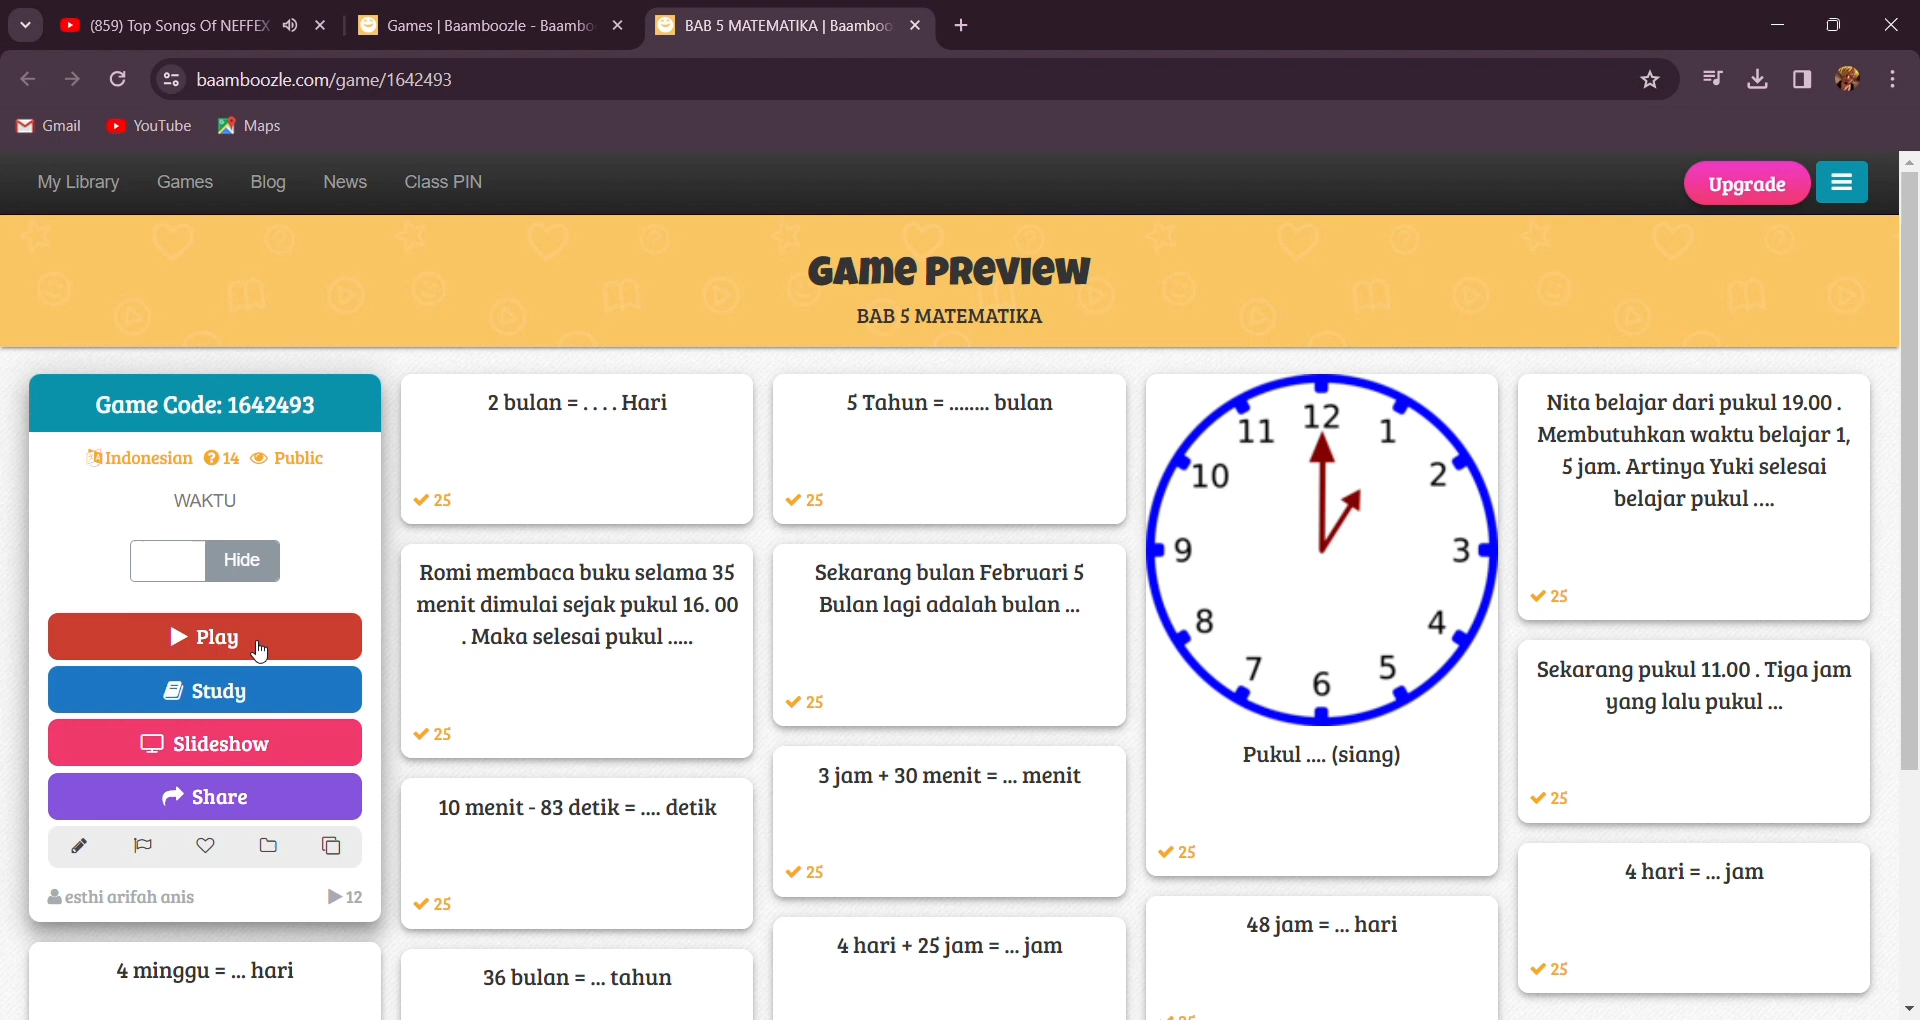 (859) Top Songs Of NEFFEX
Games | Baamboozle - Baambo
BAB 5 MATEMATIKA | Baamboo
baamboozle.com/game/1642493
Gmail
YouTube
Maps
My Library
Games
Blog
News
Class PIN
Upgrade
GAME PREVIEW
BAB 5 MATEMATIKA
Game Code: 1642493
Indonesian 14 Public
WAKTU
Hide
Play
Study
Slideshow
Share
esthi arifah anis
12
4 minggu = ... hari
2 bulan = . . . . Hari
25
Romi membaca buku selama 35
menit dimulai sejak pukul 16. 00
. Maka selesai pukul .....
25
10 menit - 83 detik = .... detik
25
36 bulan = ... tahun
5 Tahun = ........ bulan
25
Sekarang bulan Februari 5
Bulan lagi adalah bulan ...
25
3 jam + 30 menit = ... menit
25
4 hari + 25 jam = ... jam
12
1
2
3
4
5
6
7
8
9
10
11
Pukul .... (siang)
25
48 jam = ... hari
Nita belajar dari pukul 19.00 .
Membutuhkan waktu belajar 1,
5 jam. Artinya Yuki selesai
belajar pukul ....
25
Sekarang pukul 11.00 . Tiga jam
yang lalu pukul ...
25
4 hari = ... jam
25